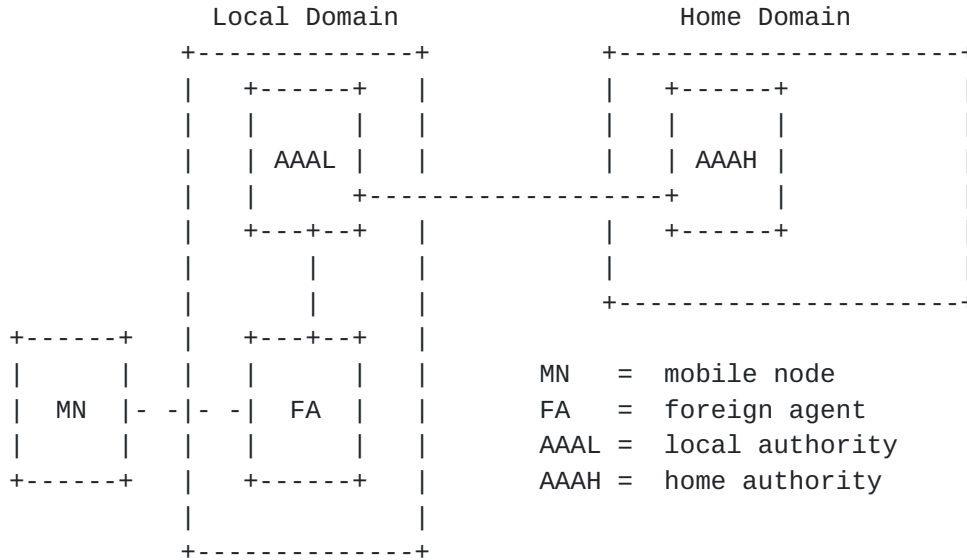 Local Domain
Home Domain
AAAL
AAAH
MN
FA
MN = mobile node
FA = foreign agent
AAAL = local authority
AAAH = home authority